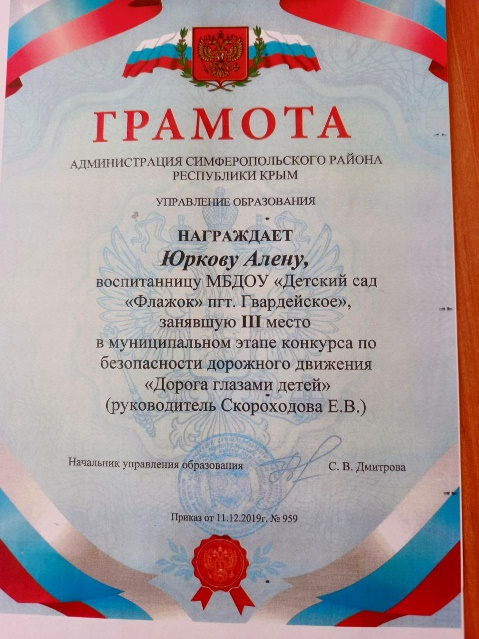 ГРАМОТА
АДМИНИСТРАЦИЯ СИМФЕРОПОЛЬСКОГО РАЙОНА
РЕСПУБЛИКИ КРЫМ
УПРАВЛЕНИЕ ОБРАЗОВАНИЯ
НАГРАЖДАЕТ
Юркову Алену,
воспитанницу МБДОУ «Детский сад
«Флажок» пгт. Гвардейское»,
занявшую III место
в муниципальном этапе конкурса по
безопасности дорожного движения
«Дорога глазами детей»
(руководитель Скороходова Е.В.)
Начальник управления образования С. В. Дмитрова
Приказ от 11.12.2019г. № 959